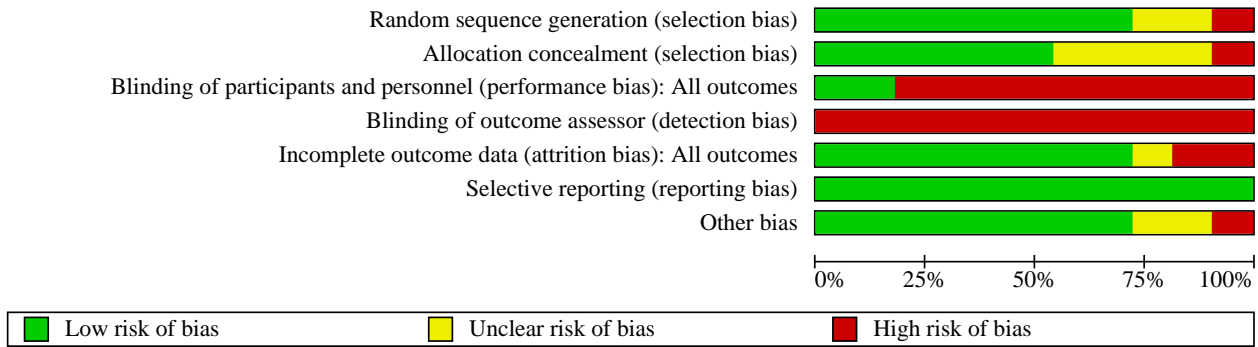 Random sequence generation (selection bias)
Allocation concealment (selection bias)
Blinding of participants and personnel (performance bias): All outcomes
Blinding of outcome assessor (detection bias)
Incomplete outcome data (attrition bias): All outcomes
Selective reporting (reporting bias)
Other bias
0% 25% 50% 75% 100%
Low risk of bias Unclear risk of bias High risk of bias